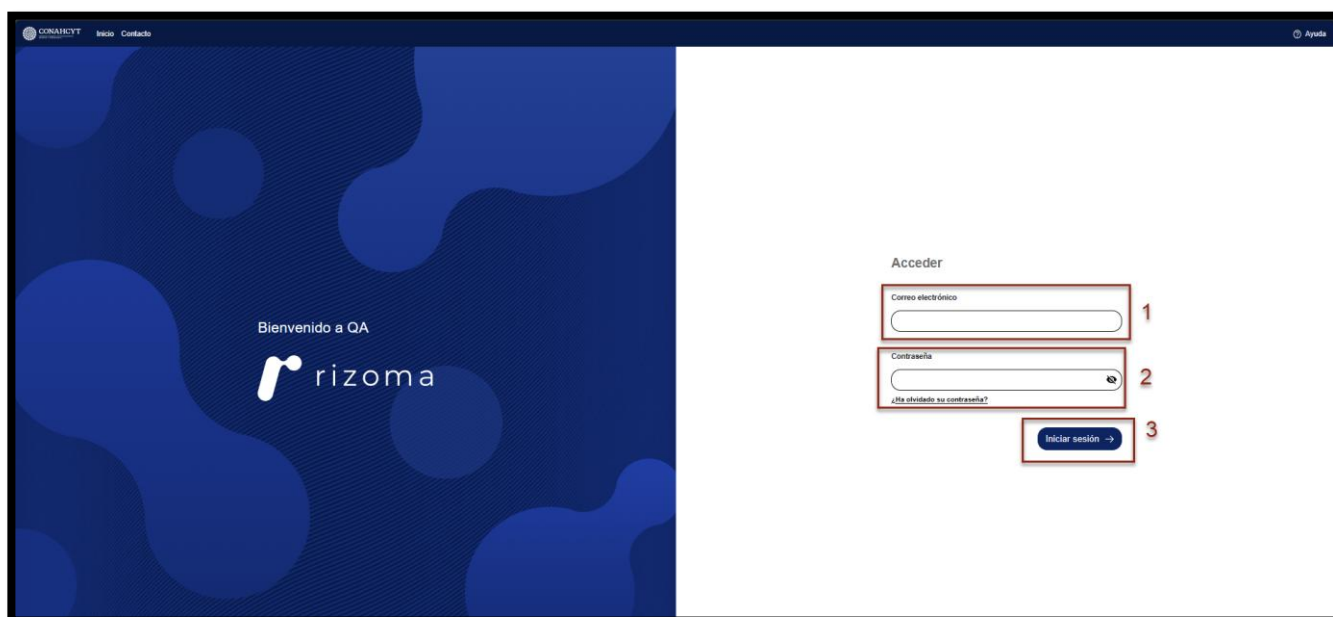 CONAHCYT Inicio Contacto
Ayuda
Bienvenido a QA
rizoma
Acceder
Correo electrónico
1
Contraseña
2
¿Ha olvidado su contraseña?
Iniciar sesión →
3